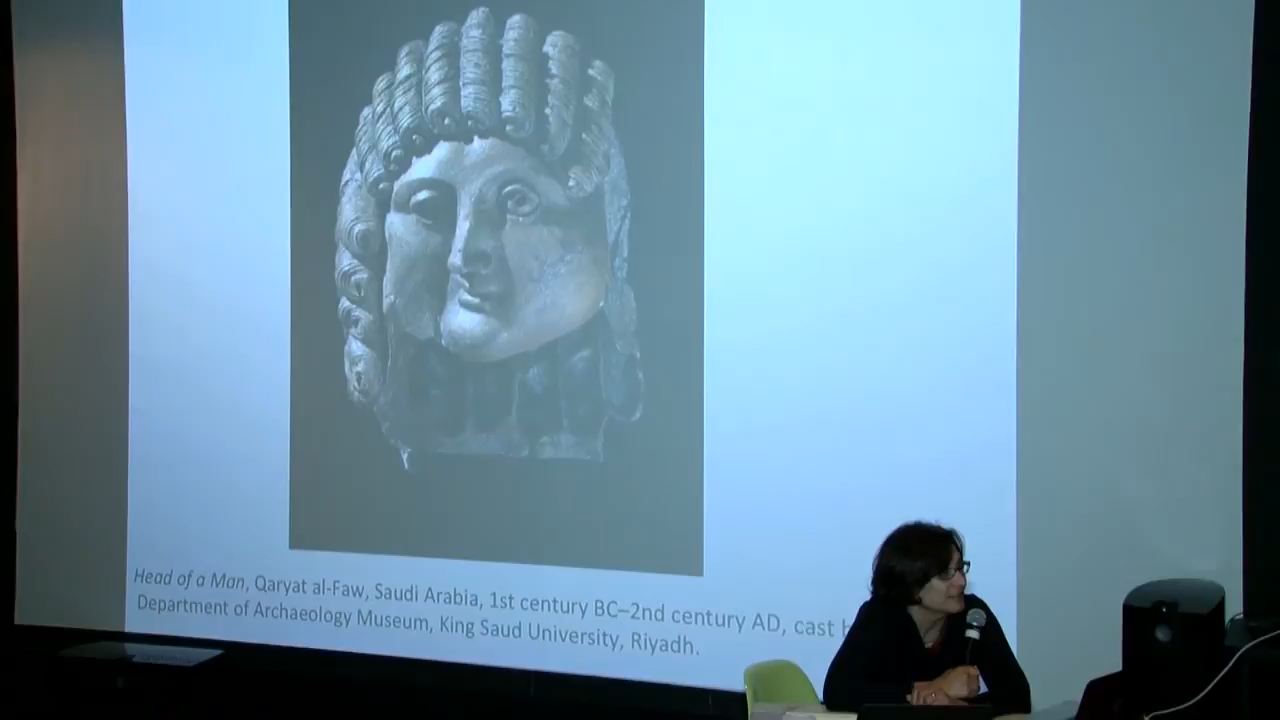 Head of a Man, Qaryat al-Faw, Saudi Arabia, 1st century BC–2nd century AD, cast
Department of Archaeology Museum, King Saud University, Riyadh.